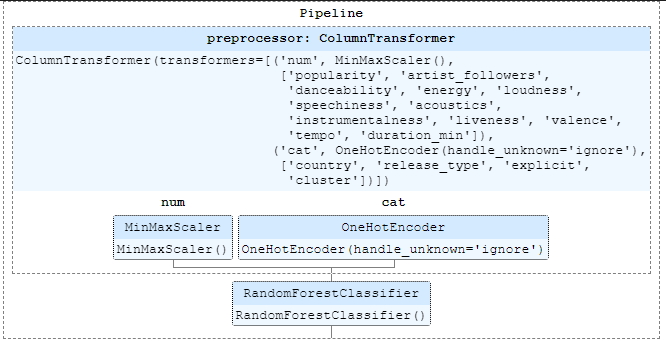 Pipeline
preprocessor: ColumnTransformer
ColumnTransformer(transformers=[('num', MinMaxScaler(),
['popularity', 'artist_followers',
'danceability', 'energy', 'loudness',
'speechiness', 'acoustics',
'instrumentalness', 'liveness', 'valence',
'tempo', 'duration_min']),
('cat', OneHotEncoder(handle_unknown='ignore'),
['country', 'release_type', 'explicit',
'cluster'])])
num cat
MinMaxScaler OneHotEncoder
MinMaxScaler() OneHotEncoder(handle_unknown='ignore')
RandomForestClassifier
RandomForestClassifier()